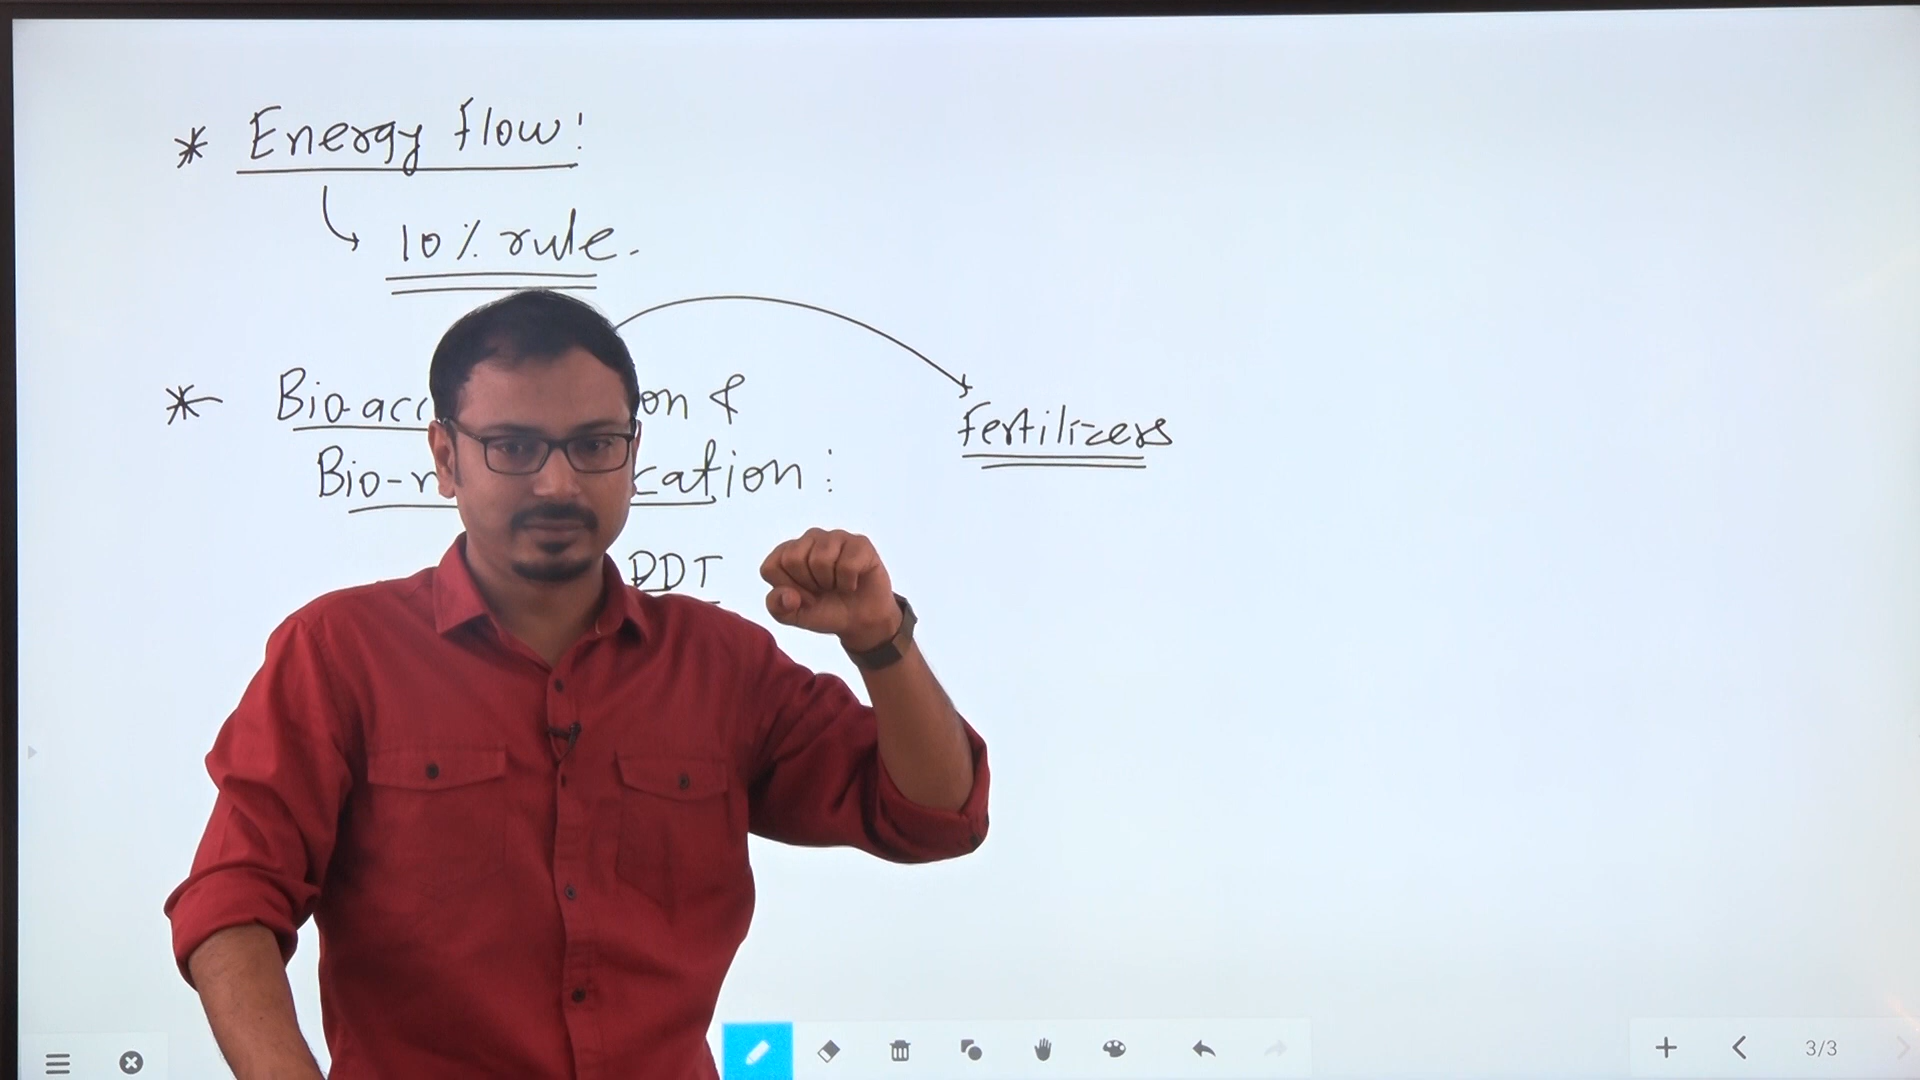 * Energy flow:
10% rule.
* Bio-acc on &
Fertilizers
Bio- cation:
DDT
3/3